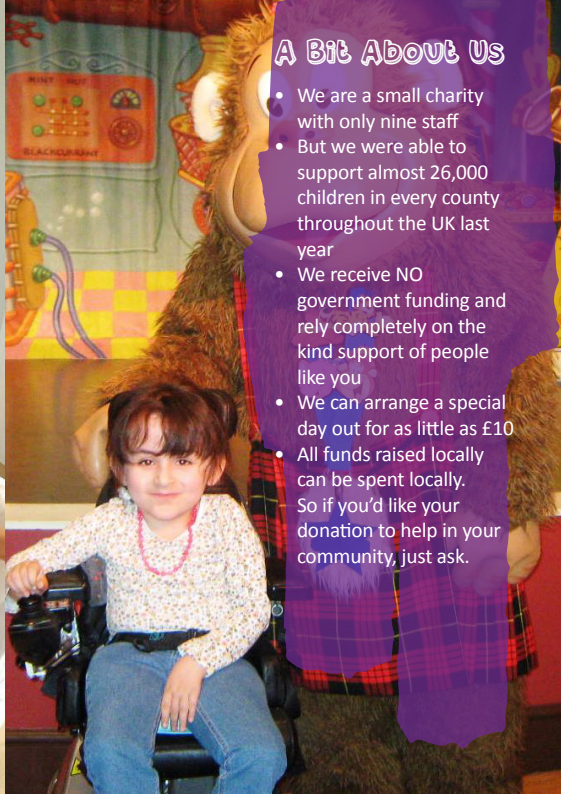 A Bit About Us
• We are a small charity
with only nine staff
• But we were able to
support almost 26,000
children in every county
throughout the UK last
year
• We receive NO
government funding and
rely completely on the
kind support of people
like you
• We can arrange a special
day out for as little as £10
• All funds raised locally
can be spent locally.
So if you'd like your
donation to help in your
community, just ask.
MINT NUT
BLACKCURRANT